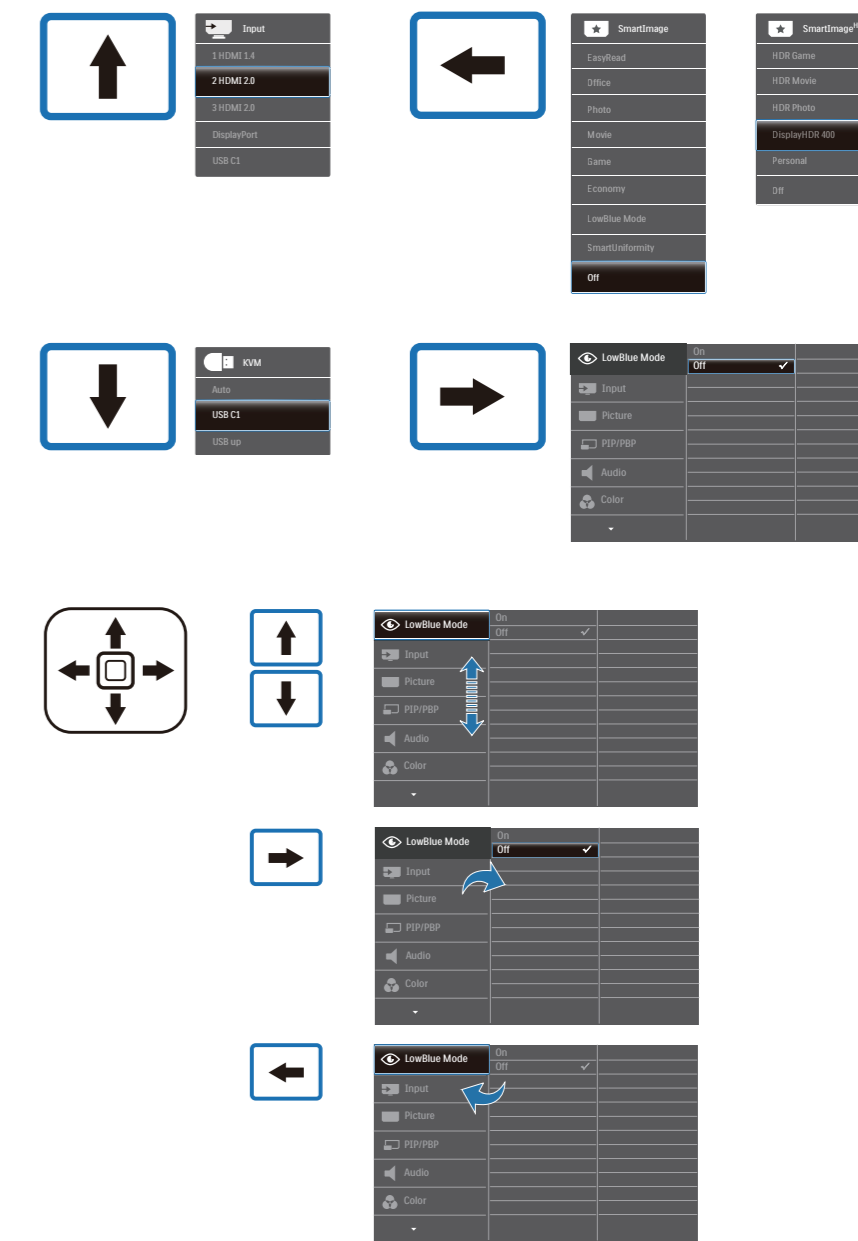 Input
1 HDMI 1.4
2 HDMI 2.0
3 HDMI 2.0
DisplayPort
USB C1
SmartImage
EasyRead
Office
Photo
Movie
Game
Economy
LowBlue Mode
SmartUniformity
Off
SmartImageH
HDR Game
HDR Movie
HDR Photo
DisplayHDR 400
Personal
Off
KVM
Auto
USB C1
USB up
LowBlue Mode
Input
Picture
PIP/PBP
Audio
Color
On
Off
LowBlue Mode
Input
Picture
PIP/PBP
Audio
Color
On
Off
LowBlue Mode
Input
Picture
PIP/PBP
Audio
Color
On
Off
LowBlue Mode
Input
Picture
PIP/PBP
Audio
Color
On
Off